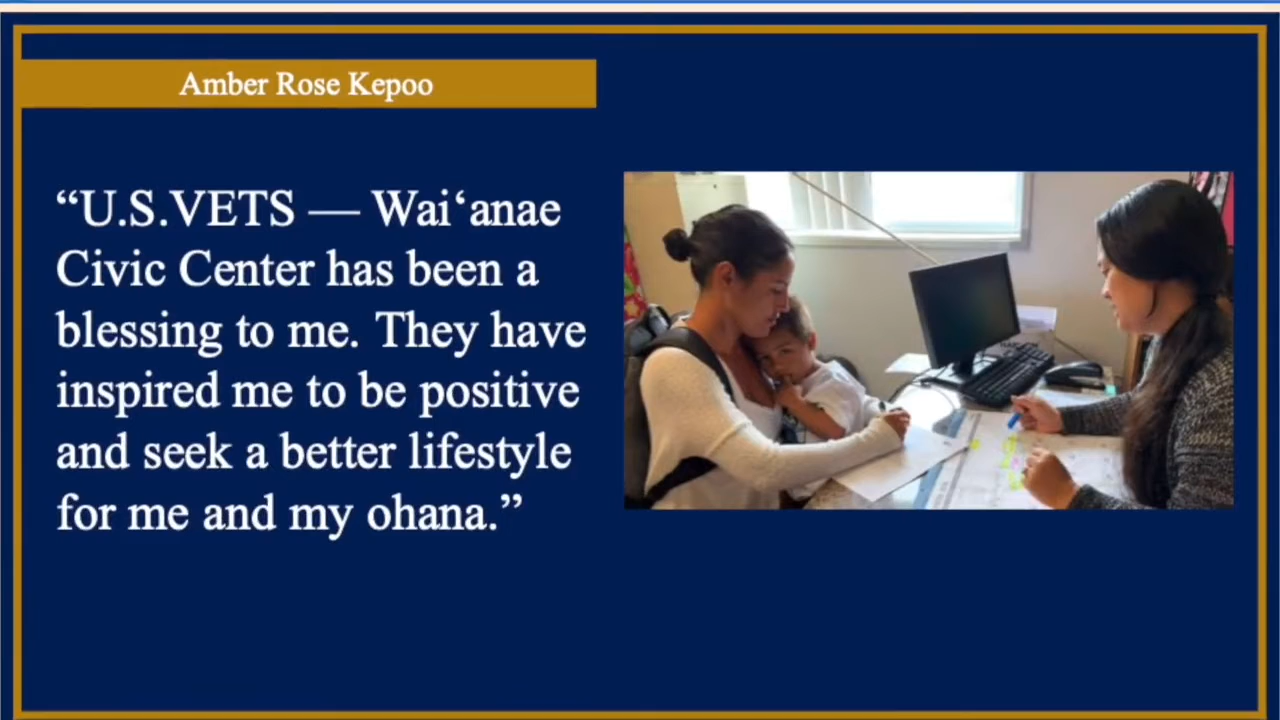 Amber Rose Kepoo
“U.S.VETS — Wai‘anae
Civic Center has been a
blessing to me. They have
inspired me to be positive
and seek a better lifestyle
for me and my ohana.”